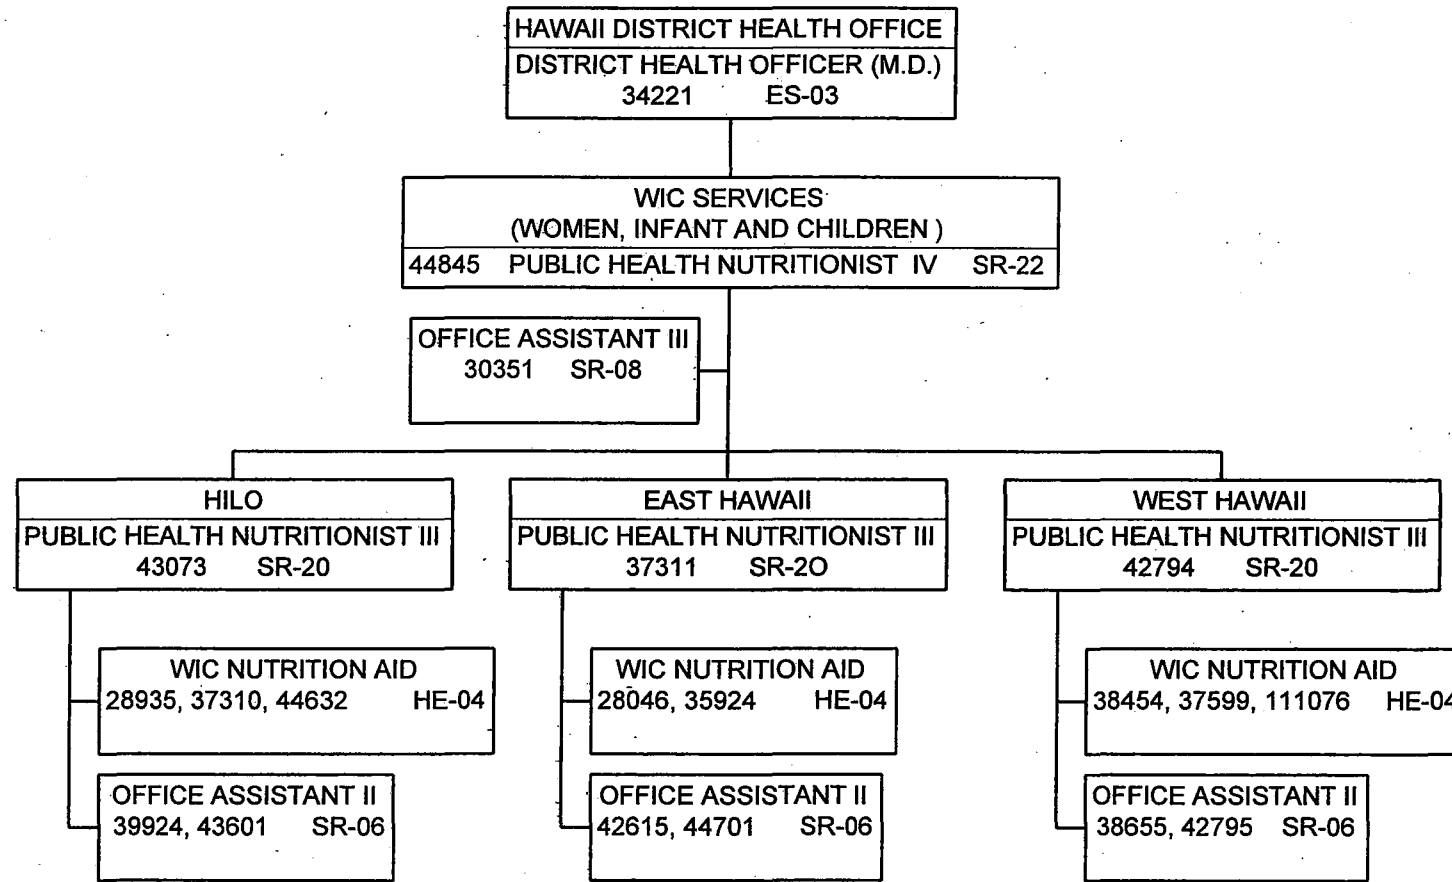 HAWAII DISTRICT HEALTH OFFICE
DISTRICT HEALTH OFFICER (M.D.)
34221 ES-03
WIC SERVICES
(WOMEN, INFANT AND CHILDREN )
44845 PUBLIC HEALTH NUTRITIONIST IV SR-22
OFFICE ASSISTANT III
30351 SR-08
HILO
PUBLIC HEALTH NUTRITIONIST III
43073 SR-20
WIC NUTRITION AID
28935, 37310, 44632 HE-04
OFFICE ASSISTANT II
39924, 43601 SR-06
EAST HAWAII
PUBLIC HEALTH NUTRITIONIST III
37311 SR-2O
WIC NUTRITION AID
28046, 35924 HE-04
OFFICE ASSISTANT II
42615, 44701 SR-06
WEST HAWAII
PUBLIC HEALTH NUTRITIONIST III
42794 SR-20
WIC NUTRITION AID
38454, 37599, 111076 HE-04
OFFICE ASSISTANT II
38655, 42795 SR-06